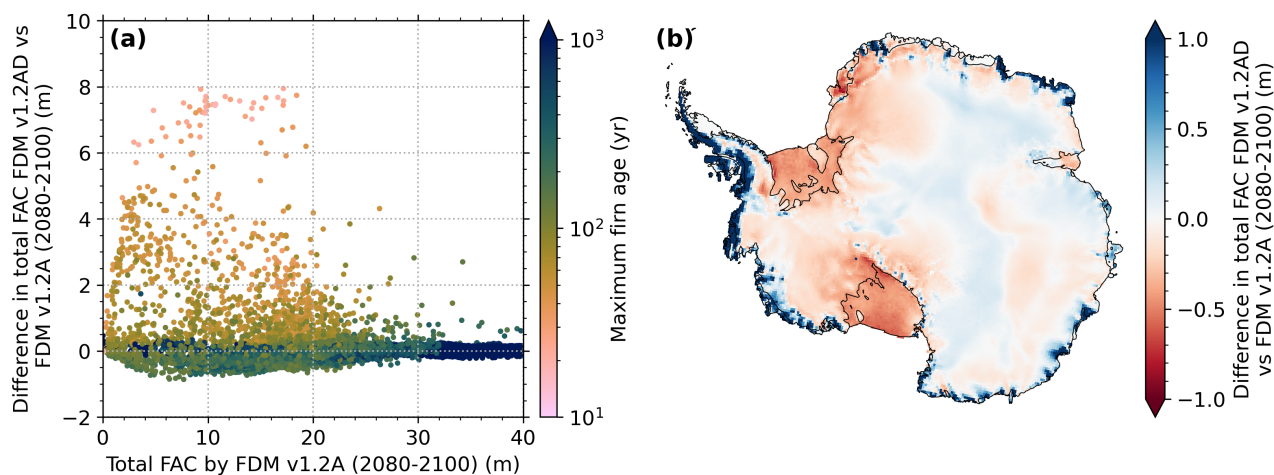 (a)
Difference in total FAC FDM v1.2AD vs
FDM v1.2A (2080-2100) (m)
10
8
6
4
2
0
−2
0 10 20 30 40
Total FAC by FDM v1.2A (2080-2100) (m)
10³
10²
10¹
Maximum firn age (yr)
(b)
1.0
0.5
0.0
−0.5
−1.0
Difference in total FAC FDM v1.2AD
vs FDM v1.2A (2080-2100) (m)